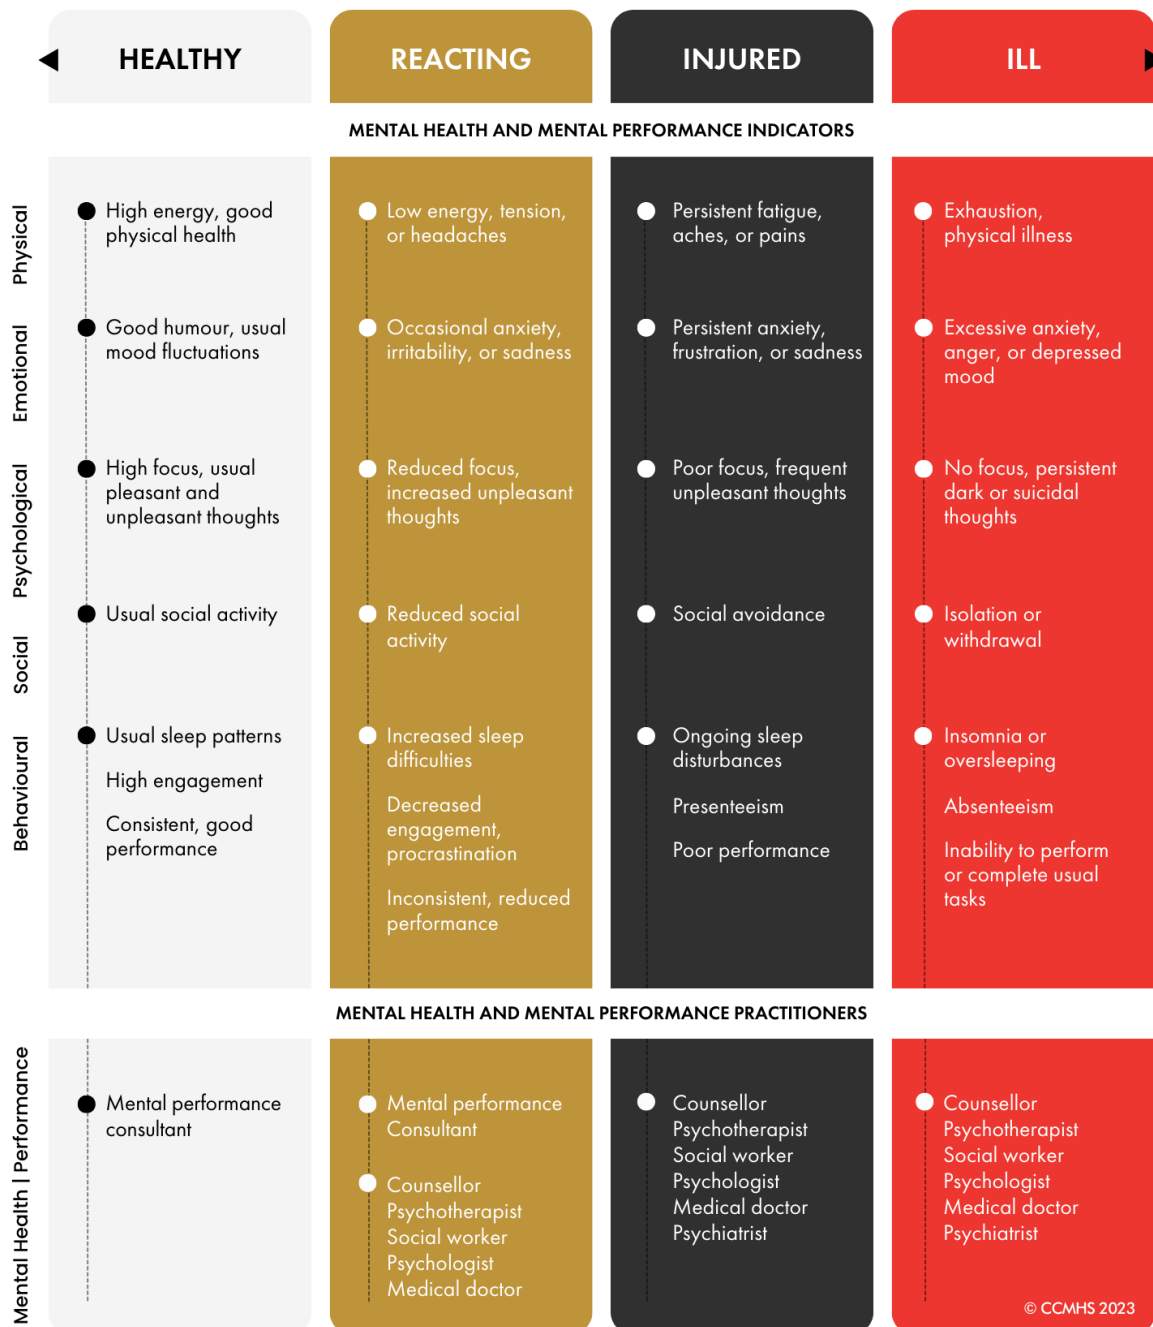 HEALTHY
REACTING
INJURED
ILL
MENTAL HEALTH AND MENTAL PERFORMANCE INDICATORS
Physical
High energy, good
physical health
Low energy, tension,
or headaches
Persistent fatigue,
aches, or pains
Exhaustion,
physical illness
Emotional
Good humour, usual
mood fluctuations
Occasional anxiety,
irritability, or sadness
Persistent anxiety,
frustration, or sadness
Excessive anxiety,
anger, or depressed
mood
Psychological
High focus, usual
pleasant and
unpleasant thoughts
Reduced focus,
increased unpleasant
thoughts
Poor focus, frequent
unpleasant thoughts
No focus, persistent
dark or suicidal
thoughts
Social
Usual social activity
Reduced social
activity
Social avoidance
Isolation or
withdrawal
Behavioural
Usual sleep patterns
High engagement
Consistent, good
performance
Increased sleep
difficulties
Decreased
engagement,
procrastination
Inconsistent, reduced
performance
Ongoing sleep
disturbances
Presenteeism
Poor performance
Insomnia or
oversleeping
Absenteeism
Inability to perform
or complete usual
tasks
MENTAL HEALTH AND MENTAL PERFORMANCE PRACTITIONERS
Mental Health | Performance
Mental performance
consultant
Mental performance
Consultant
Counsellor
Psychotherapist
Social worker
Psychologist
Medical doctor
Counsellor
Psychotherapist
Social worker
Psychologist
Medical doctor
Psychiatrist
Counsellor
Psychotherapist
Social worker
Psychologist
Medical doctor
Psychiatrist
© CCMHS 2023